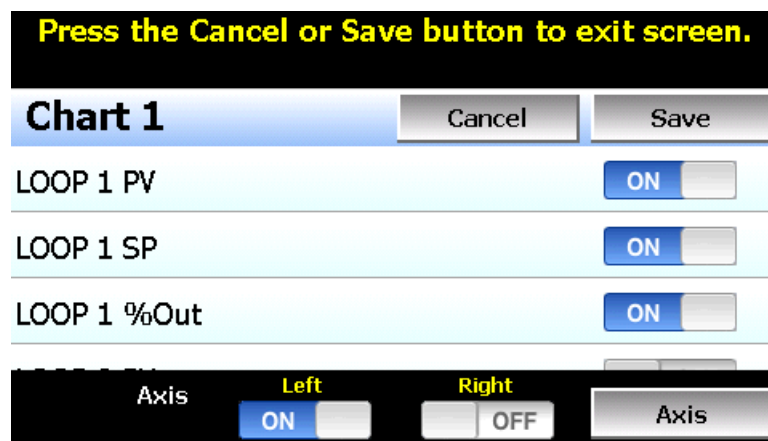 Press the Cancel or Save button to exit screen.
Chart 1 Cancel Save
LOOP 1 PV ON
LOOP 1 SP ON
LOOP 1 %Out ON
Axis Left ON Right OFF Axis